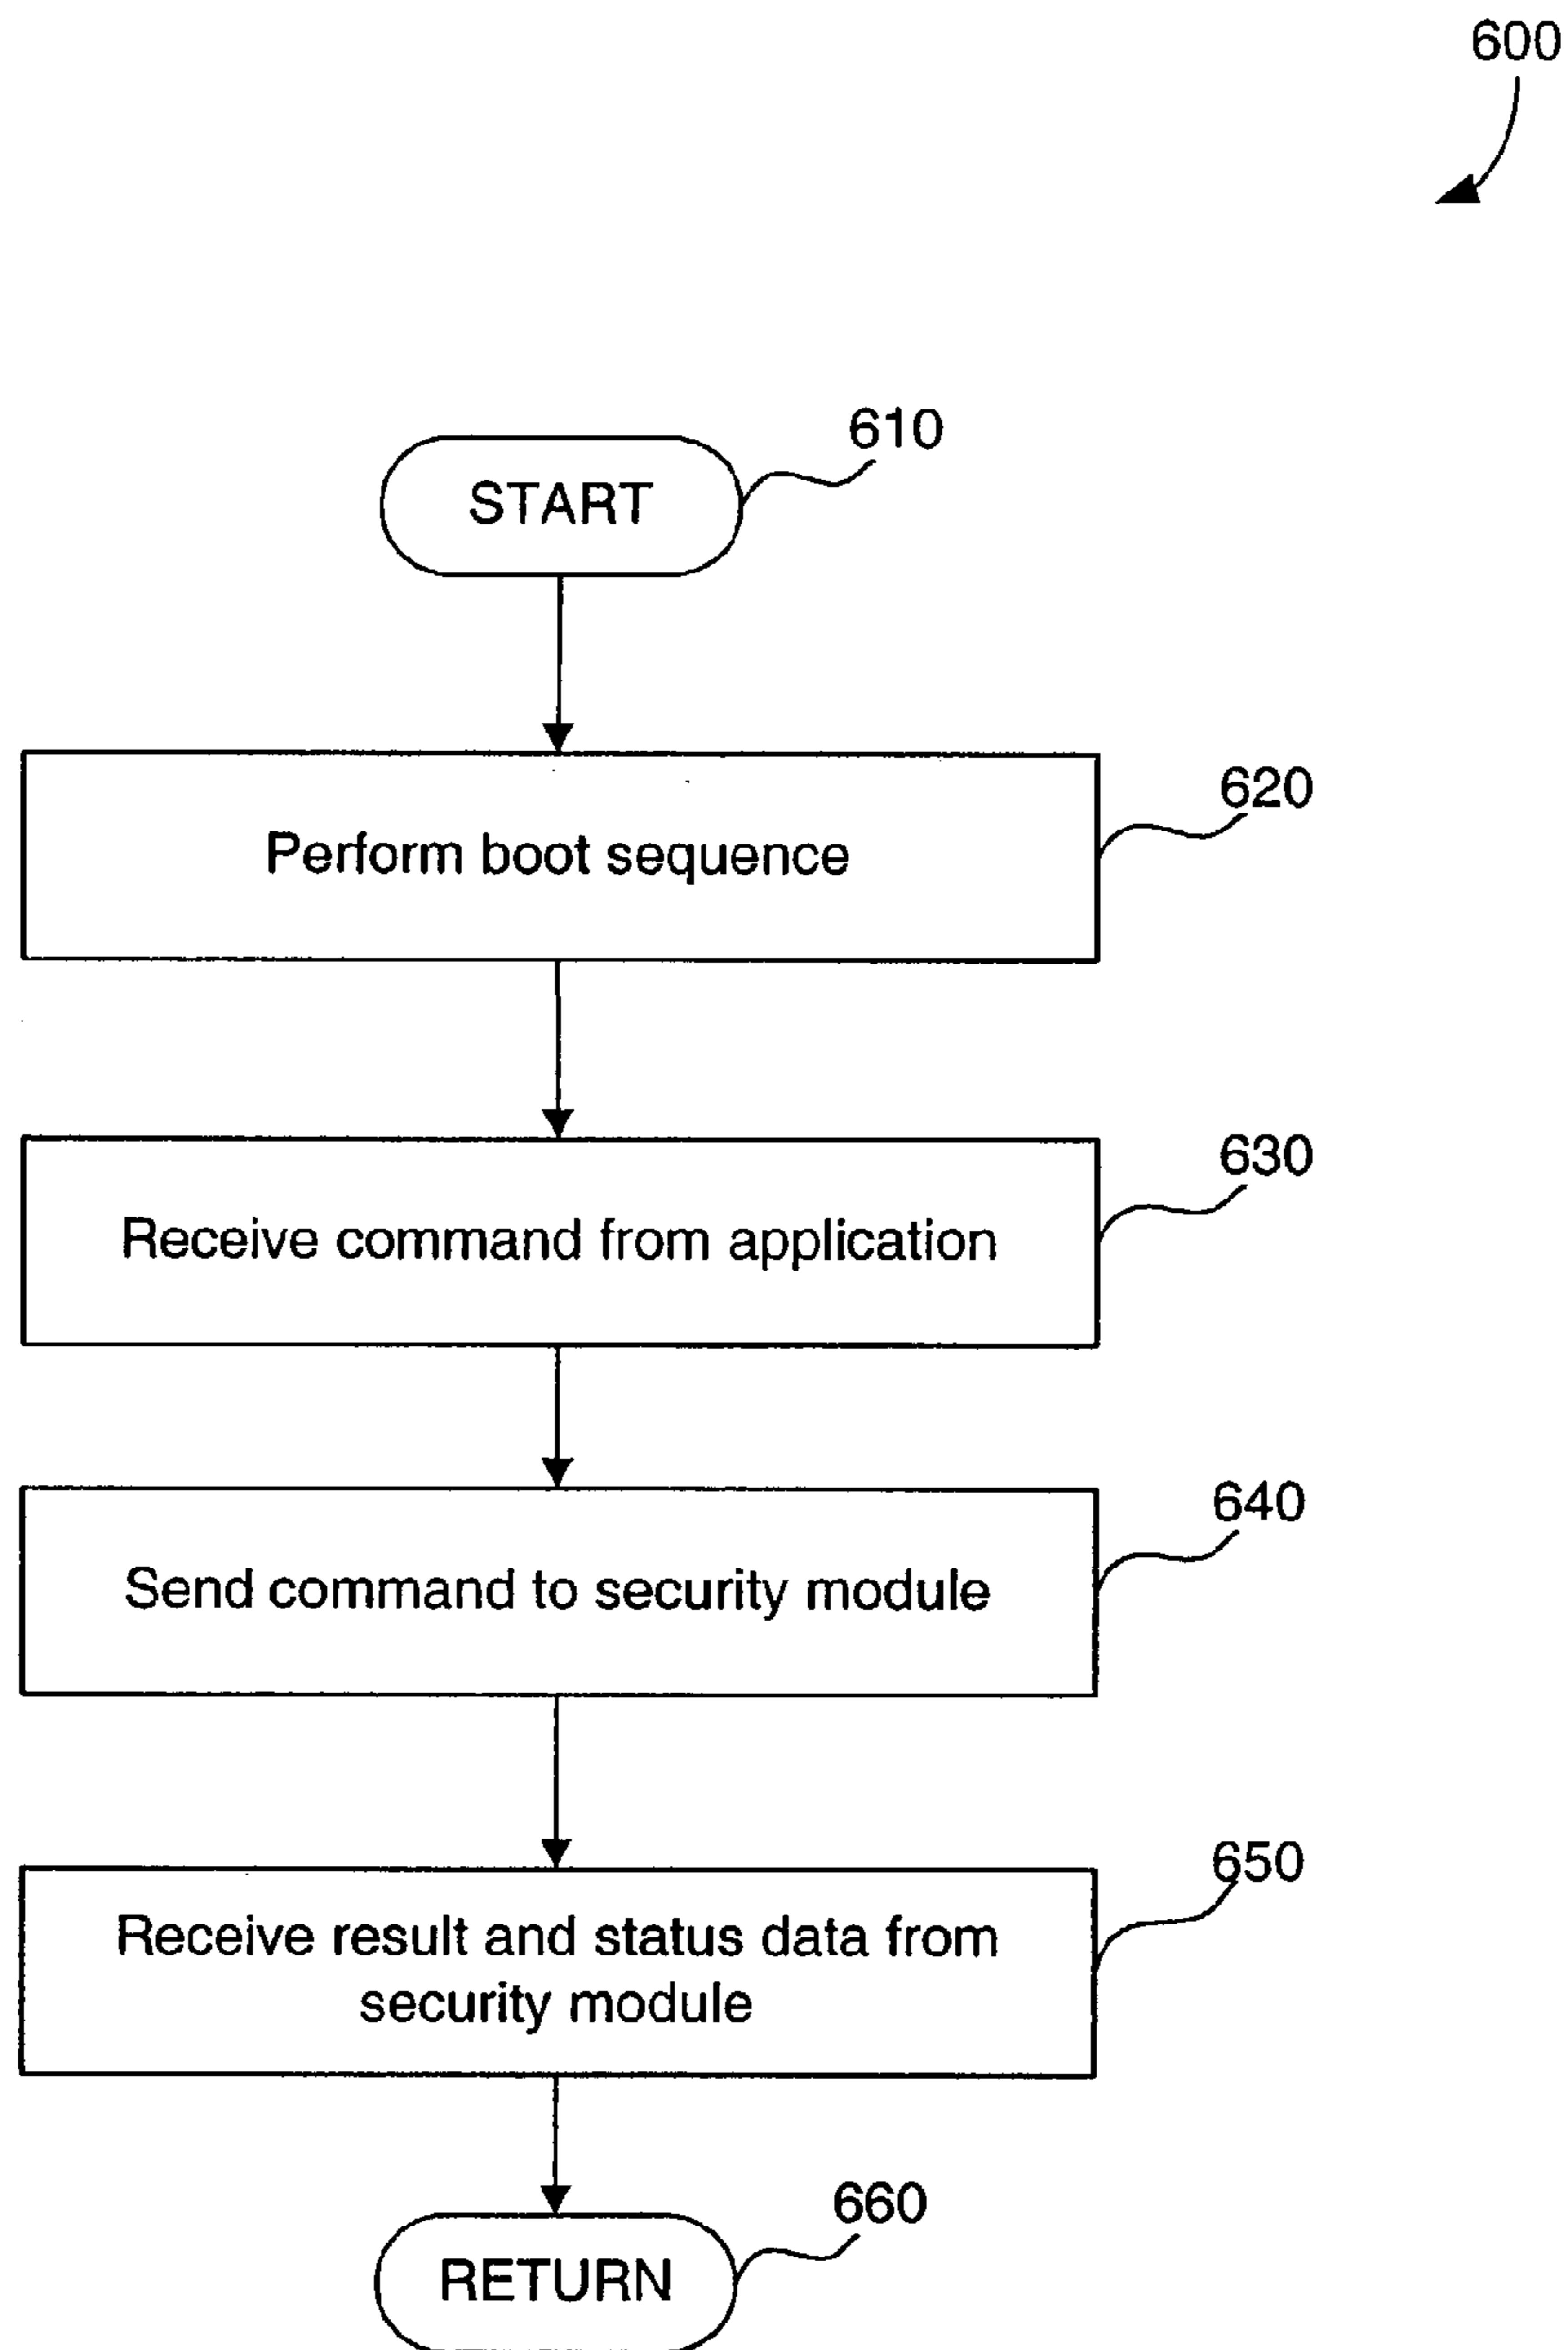 600
610
START
620
Perform boot sequence
630
Receive command from application
640
Send command to security module
650
Receive result and status data from
security module
660
RETURN